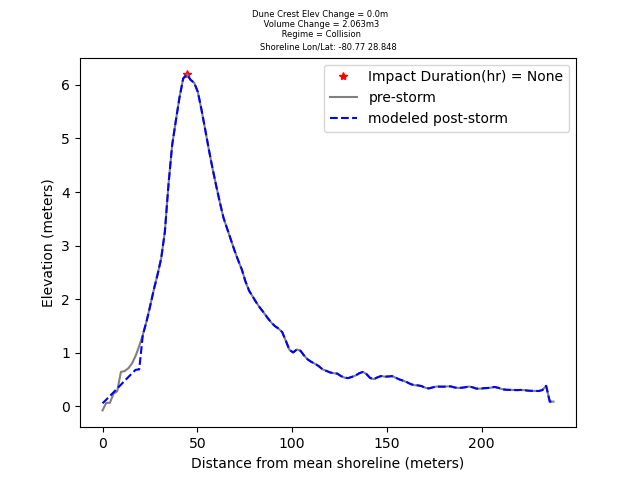 Dune Crest Elev Change = 0.0m
Volume Change = 2.063m3
Regime = Collision
Shoreline Lon/Lat: -80.77 28.848
Impact Duration(hr) = None
pre-storm
modeled post-storm
Elevation (meters)
6
5
4
3
2
1
0
0 50 100 150 200
Distance from mean shoreline (meters)